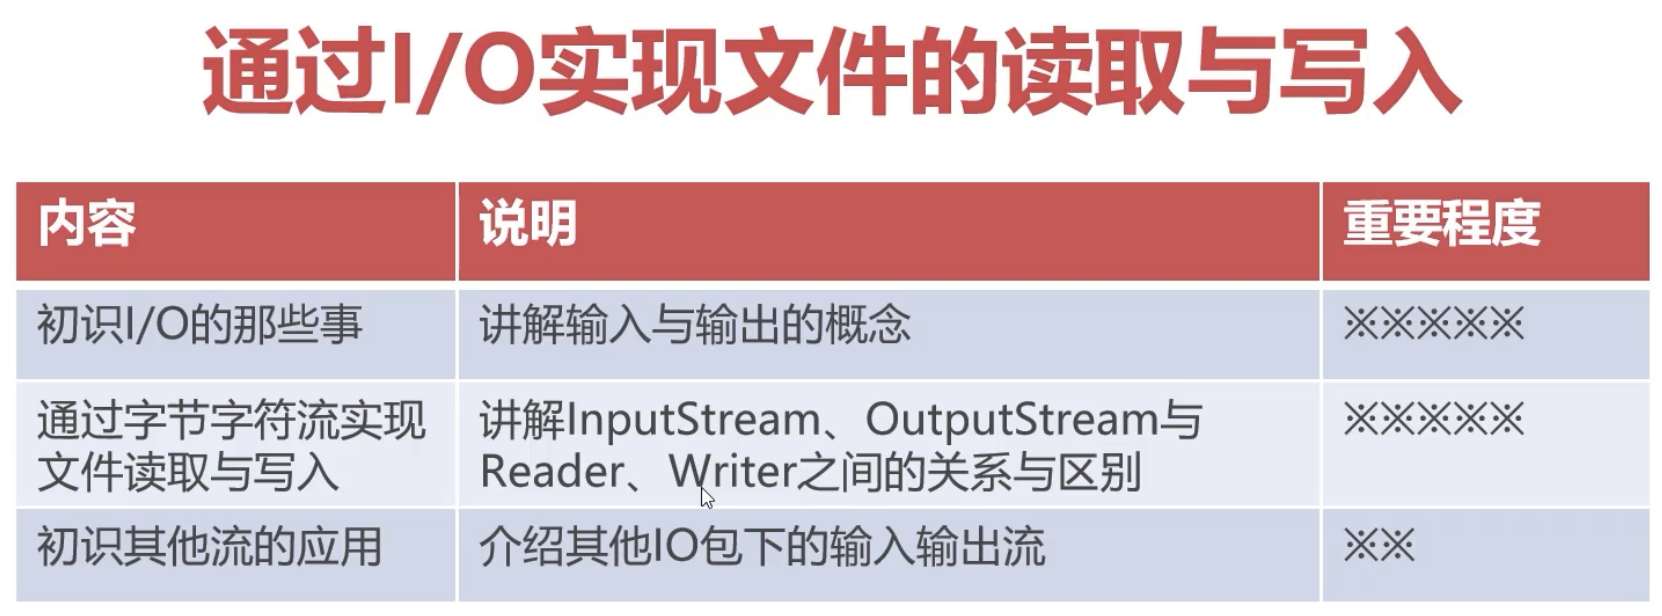 通过I/O实现文件的读取与写入
内容 说明 重要程度
初识I/O的那些事 讲解输入与输出的概念 ※※※※※
通过字节字符流实现 讲解InputStream、OutputStream与 ※※※※※
文件读取与写入 Reader、Writer之间的关系与区别
初识其他流的应用 介绍其他IO包下的输入输出流 ※※